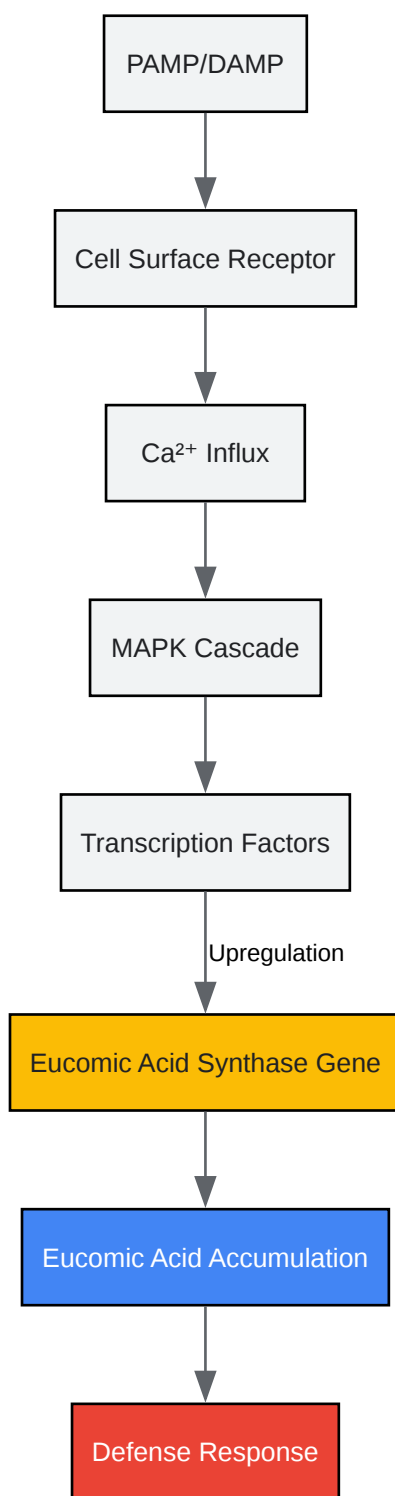 PAMP/DAMP
Cell Surface Receptor
Ca²⁺ Influx
MAPK Cascade
Transcription Factors
Upregulation
Eucomic Acid Synthase Gene
Eucomic Acid Accumulation
Defense Response